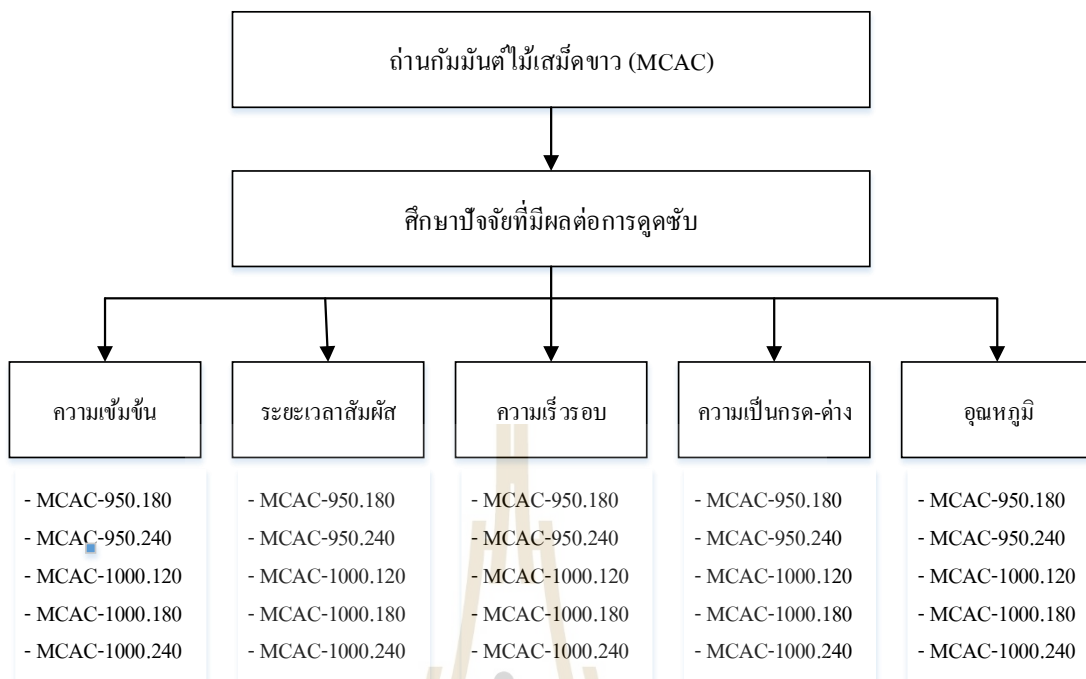 ถ่านกัมมันต์ไม้เสม็ดขาว (MCAC)
ศึกษาปัจจัยที่มีผลต่อการดูดซับ
ความเข้มข้น
ระยะเวลาสัมผัส
ความเร็วรอบ
ความเป็นกรด-ด่าง
อุณหภูมิ
- MCAC-950.180
- MCAC-950.240
- MCAC-1000.120
- MCAC-1000.180
- MCAC-1000.240
- MCAC-950.180
- MCAC-950.240
- MCAC-1000.120
- MCAC-1000.180
- MCAC-1000.240
- MCAC-950.180
- MCAC-950.240
- MCAC-1000.120
- MCAC-1000.180
- MCAC-1000.240
- MCAC-950.180
- MCAC-950.240
- MCAC-1000.120
- MCAC-1000.180
- MCAC-1000.240
- MCAC-950.180
- MCAC-950.240
- MCAC-1000.120
- MCAC-1000.180
- MCAC-1000.240